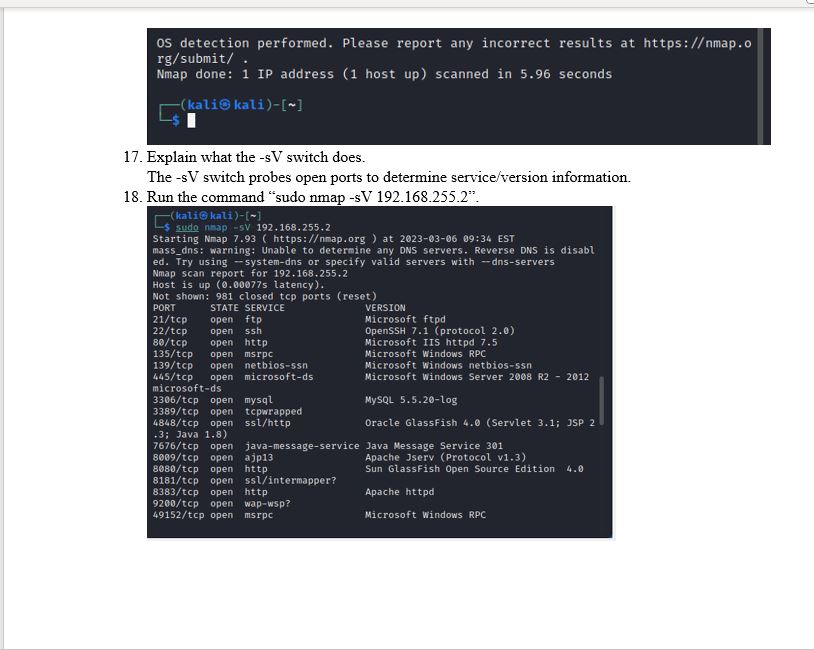 OS detection performed. Please report any incorrect results at https://nmap.o
rg/submit/ .
Nmap done: 1 IP address (1 host up) scanned in 5.96 seconds
┌──(kali㉿kali)-[~]
└─$
17. Explain what the -sV switch does.
The -sV switch probes open ports to determine service/version information.
18. Run the command “sudo nmap -sV 192.168.255.2”.
┌──(kali㉿kali)-[~]
└─$ sudo nmap -sV 192.168.255.2
Starting Nmap 7.93 ( https://nmap.org ) at 2023-03-06 09:34 EST
mass_dns: warning: Unable to determine any DNS servers. Reverse DNS is disabl
ed. Try using --system-dns or specify valid servers with --dns-servers
Nmap scan report for 192.168.255.2
Host is up (0.00077s latency).
Not shown: 981 closed tcp ports (reset)
PORT STATE SERVICE VERSION
21/tcp open ftp Microsoft ftpd
22/tcp open ssh OpenSSH 7.1 (protocol 2.0)
80/tcp open http Microsoft IIS httpd 7.5
135/tcp open msrpc Microsoft Windows RPC
139/tcp open netbios-ssn Microsoft Windows netbios-ssn
445/tcp open microsoft-ds Microsoft Windows Server 2008 R2 - 2012
microsoft-ds
3306/tcp open mysql MySQL 5.5.20-log
3389/tcp open tcpwrapped
4848/tcp open ssl/http Oracle GlassFish 4.0 (Servlet 3.1; JSP 2
.3; Java 1.8)
7676/tcp open java-message-service Java Message Service 301
8009/tcp open ajp13 Apache Jserv (Protocol v1.3)
8080/tcp open http Sun GlassFish Open Source Edition 4.0
8181/tcp open ssl/intermapper?
8383/tcp open http Apache httpd
9200/tcp open wap-wsp?
49152/tcp open msrpc Microsoft Windows RPC